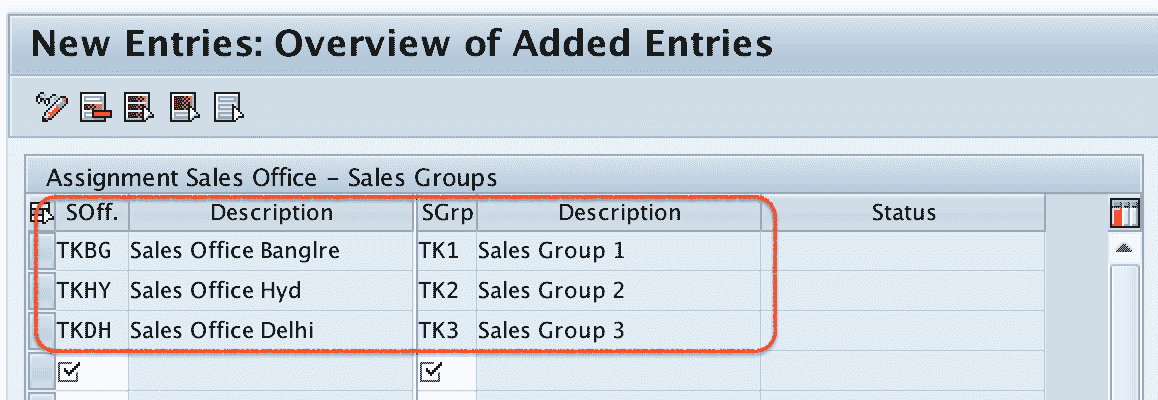 New Entries: Overview of Added Entries
Assignment Sales Office - Sales Groups
SOff. Description SGrp Description Status
TKBG Sales Office Banglre TK1 Sales Group 1
TKHY Sales Office Hyd TK2 Sales Group 2
TKDH Sales Office Delhi TK3 Sales Group 3